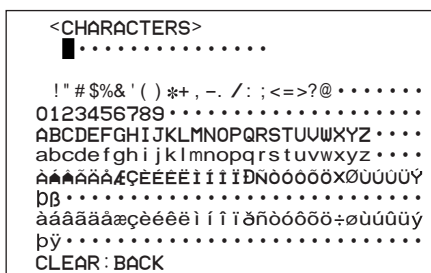 <CHARACTERS>
█••••••••••••••
!"#$%&'()*+,-./:;<=>?@•••••••
0123456789•••••••••••••••••••
ABCDEFGHIJKLMNOPQRSTUVWXYZ••••
abcdefghijklmnopqrstuvwxyz••••
ÀÁÂÃÄÅÆÇÈÉÊËÌÍÎÏÐÑÒÓÔÕÖ×ØÙÚÛÜÝ
Þß••••••••••••••••••••••••••••
àáâãäåæçèéêëìíîïðñòóôõö÷øùúûüý
þÿ••••••••••••••••••••••••••••
CLEAR:BACK